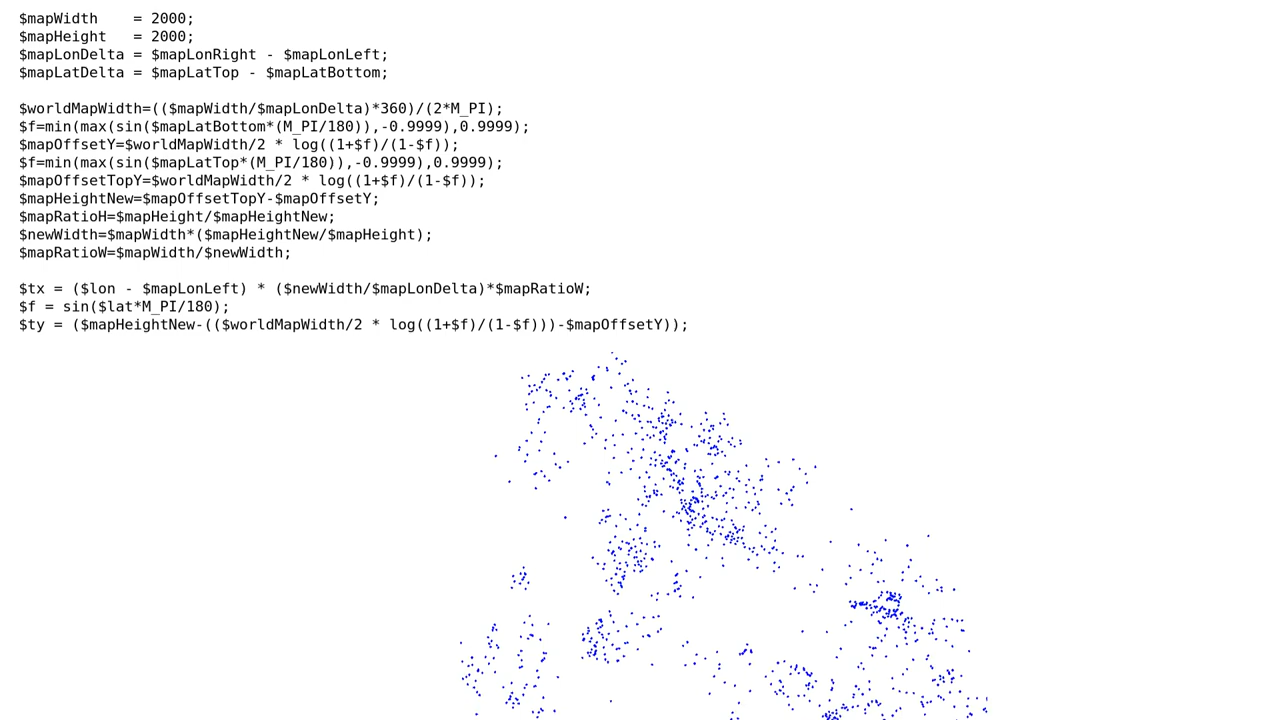 $mapWidth    = 2000;
$mapHeight   = 2000;
$mapLonDelta = $mapLonRight - $mapLonLeft;
$mapLatDelta = $mapLatTop - $mapLatBottom;
$worldMapWidth=(($mapWidth/$mapLonDelta)*360)/(2*M_PI);
$f=min(max(sin($mapLatBottom*(M_PI/180)),-0.9999),0.9999);
$mapOffsetY=$worldMapWidth/2 * log((1+$f)/(1-$f));
$f=min(max(sin($mapLatTop*(M_PI/180)),-0.9999),0.9999);
$mapOffsetTopY=$worldMapWidth/2 * log((1+$f)/(1-$f));
$mapHeightNew=$mapOffsetTopY-$mapOffsetY;
$mapRatioH=$mapHeight/$mapHeightNew;
$newWidth=$mapWidth*($mapHeightNew/$mapHeight);
$mapRatioW=$mapWidth/$newWidth;
$tx = ($lon - $mapLonLeft) * ($newWidth/$mapLonDelta)*$mapRatioW;
$f = sin($lat*M_PI/180);
$ty = ($mapHeightNew-(($worldMapWidth/2 * log((1+$f)/(1-$f)))-$mapOffsetY));